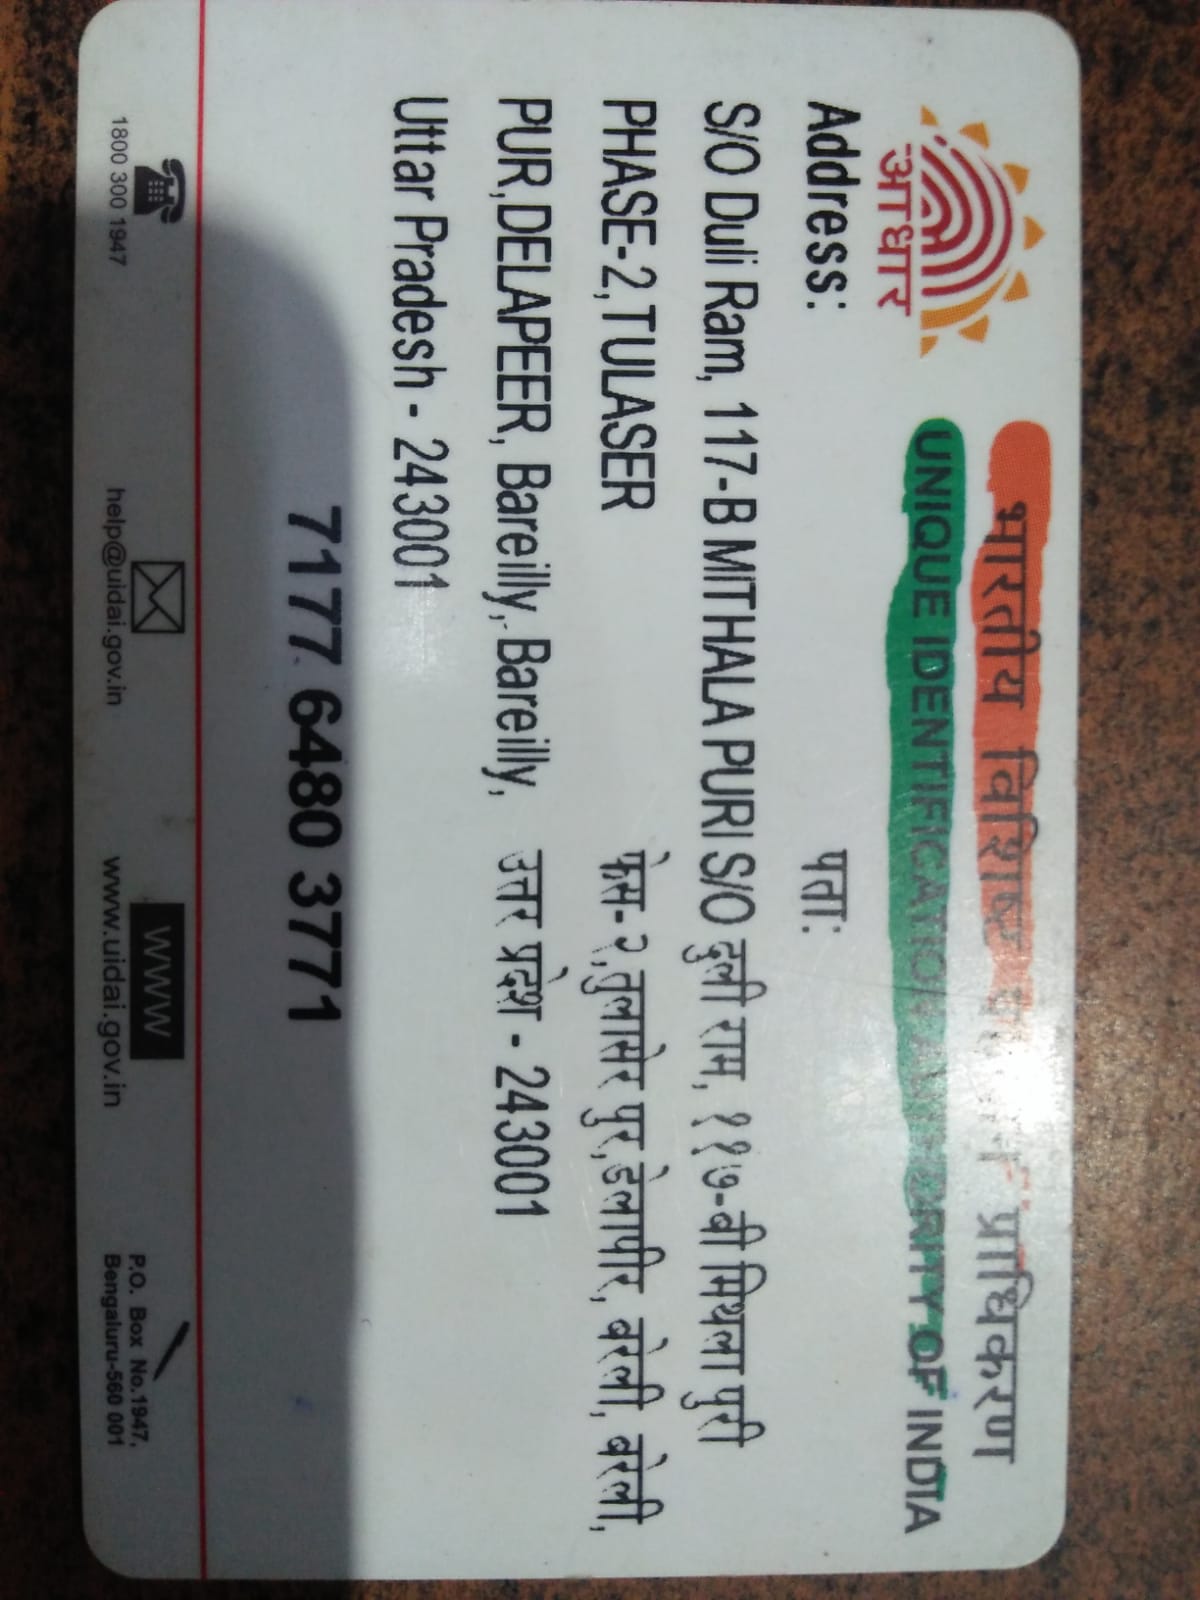 आधार
भारतीय विशिष्ट प्राधिकरण
UNIQUE IDENTIFICATION AUTHORITY OF INDIA
Address:
S/O Duli Ram, 117-B MITHALA PURI
PHASE-2,TULASER
PUR,DELAPEER, Bareilly, Bareilly,
Uttar Pradesh - 243001
पता:
S/O दुली राम, ११७-बी मिथला पुरी
फेस-२,तुलासेर पुर,डेलापीर, बरेली, बरेली,
उत्तर प्रदेश - 243001
7177 6480 3771
1800 300 1947
help@uidai.gov.in
WWW
www.uidai.gov.in
P.O. Box No.1947,
Bengaluru-560 001